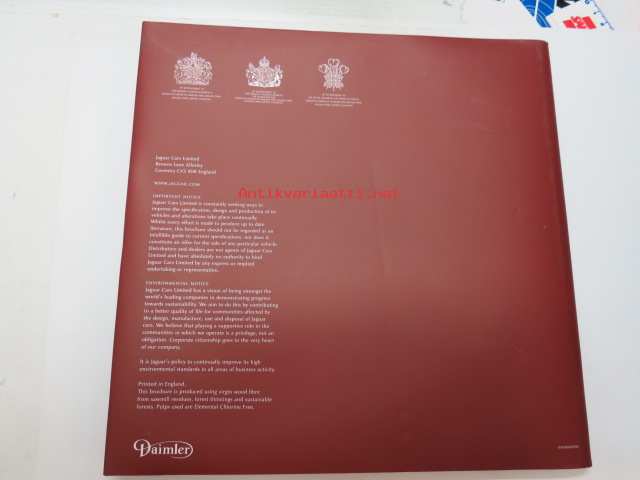 Jaguar Cars Limited
Browns Lane Allesley
Coventry CV5 9DR England
WWW.JAGUAR.COM
Antikvariaatti.net
IMPORTANT NOTICE
Jaguar Cars Limited is constantly seeking ways to
improve the specification, design and production of its
vehicles and alterations take place continually.
Whilst every effort is made to produce up to date
literature, this brochure should not be regarded as an
infallible guide to current specifications, nor does it
constitute an offer for the sale of any particular vehicle.
Distributors and dealers are not agents of Jaguar Cars
Limited and have absolutely no authority to bind
Jaguar Cars Limited by any express or implied
undertaking or representation.
ENVIRONMENTAL NOTICE
Jaguar Cars Limited has a vision of being amongst the
world's leading companies in demonstrating progress
towards sustainability. We aim to do this by contributing
to a better quality of life for communities affected by
the design, manufacture, use and disposal of Jaguar
cars. We believe that playing a supportive role in the
communities in which we operate is a privilege, not an
obligation. Corporate citizenship goes to the very heart
of our company.
It is Jaguar's policy to continually improve its high
environmental standards in all areas of business activity.
Printed in England.
This brochure is produced using virgin wood fibre
from sawmill residues, forest thinnings and sustainable
forests. Pulps used are Elemental Chlorine Free.
Daimler